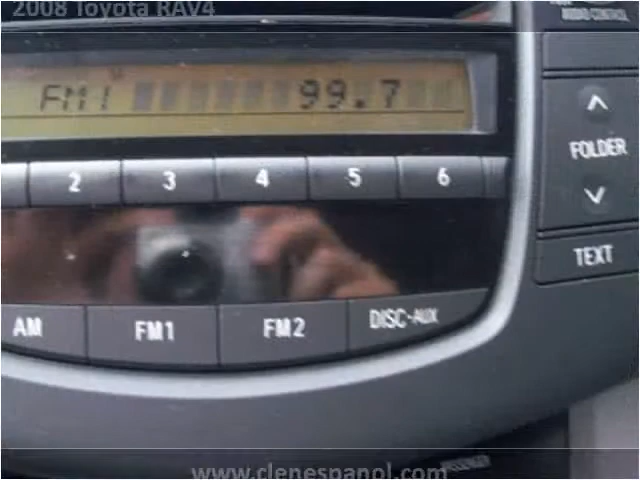 2008 Toyota RAV4
AUDIO CONTROL
FM1 99.7
FOLDER
2 3 4 5 6
TEXT
AM FM1 FM2 DISC-AUX
PASSENGER
www.clenespanol.com